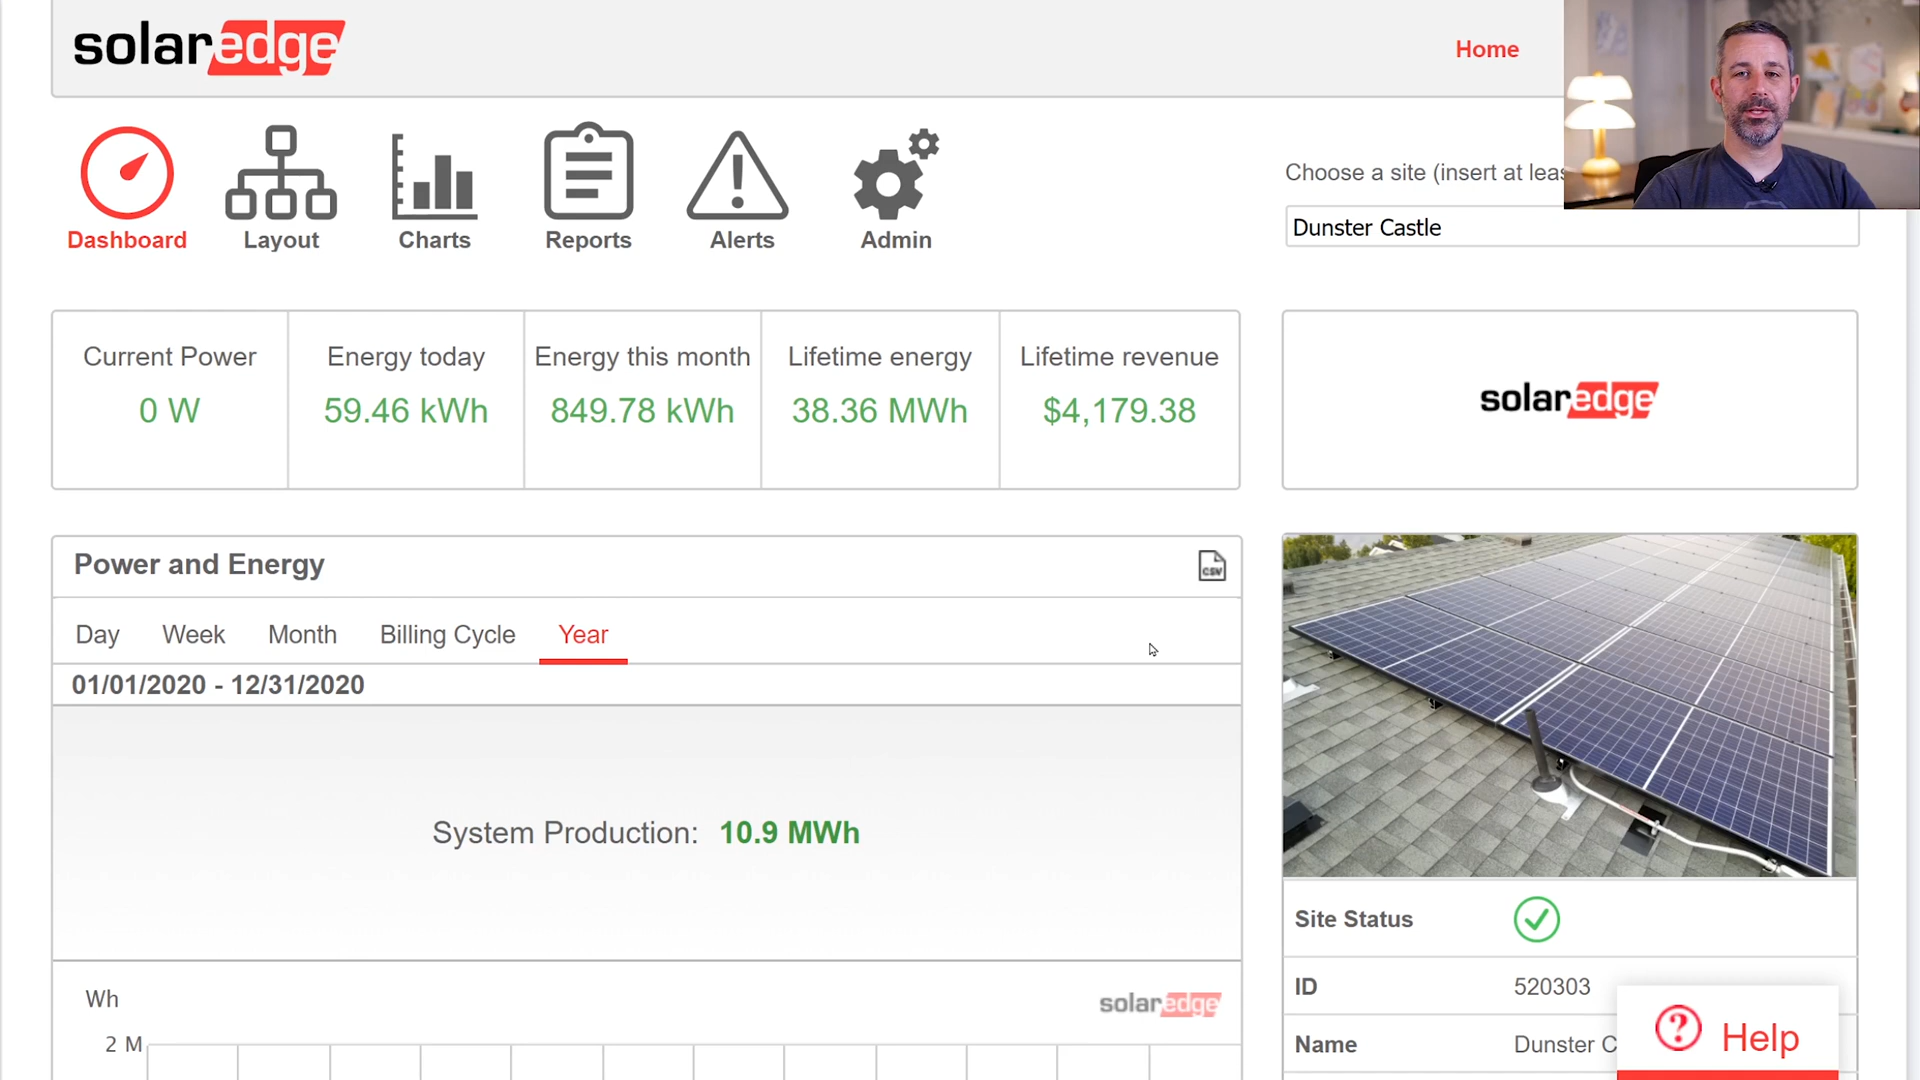 solaredge
Home
Dashboard
Layout
Charts
Reports
Alerts
Admin
Choose a site (insert at leas
Dunster Castle
Current Power
0 W
Energy today
59.46 kWh
Energy this month
849.78 kWh
Lifetime energy
38.36 MWh
Lifetime revenue
$4,179.38
solaredge
Power and Energy
CSV
Day Week Month Billing Cycle Year
01/01/2020 - 12/31/2020
System Production: 10.9 MWh
Wh
solaredge
2 M
Site Status
ID 520303
Name Dunster C
Help